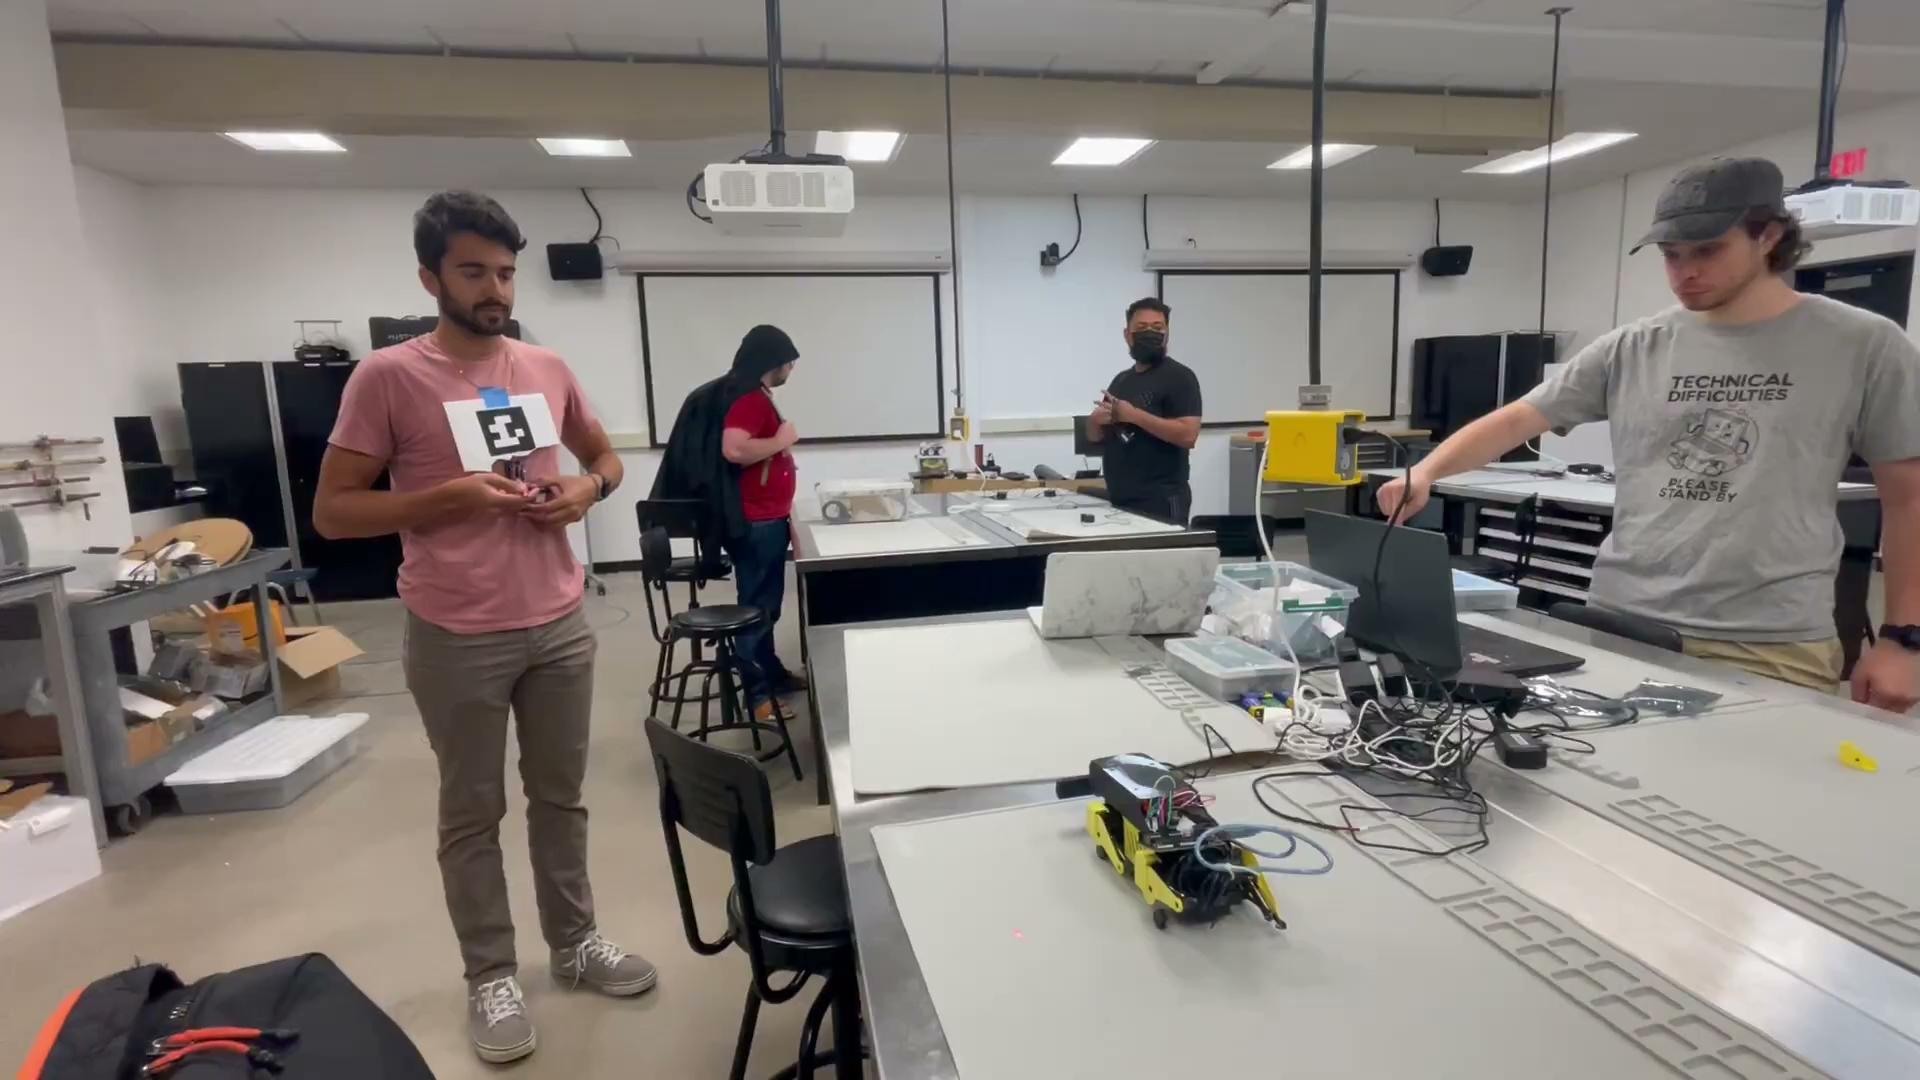 EXIT
TECHNICAL
DIFFICULTIES
PLEASE
STAND BY